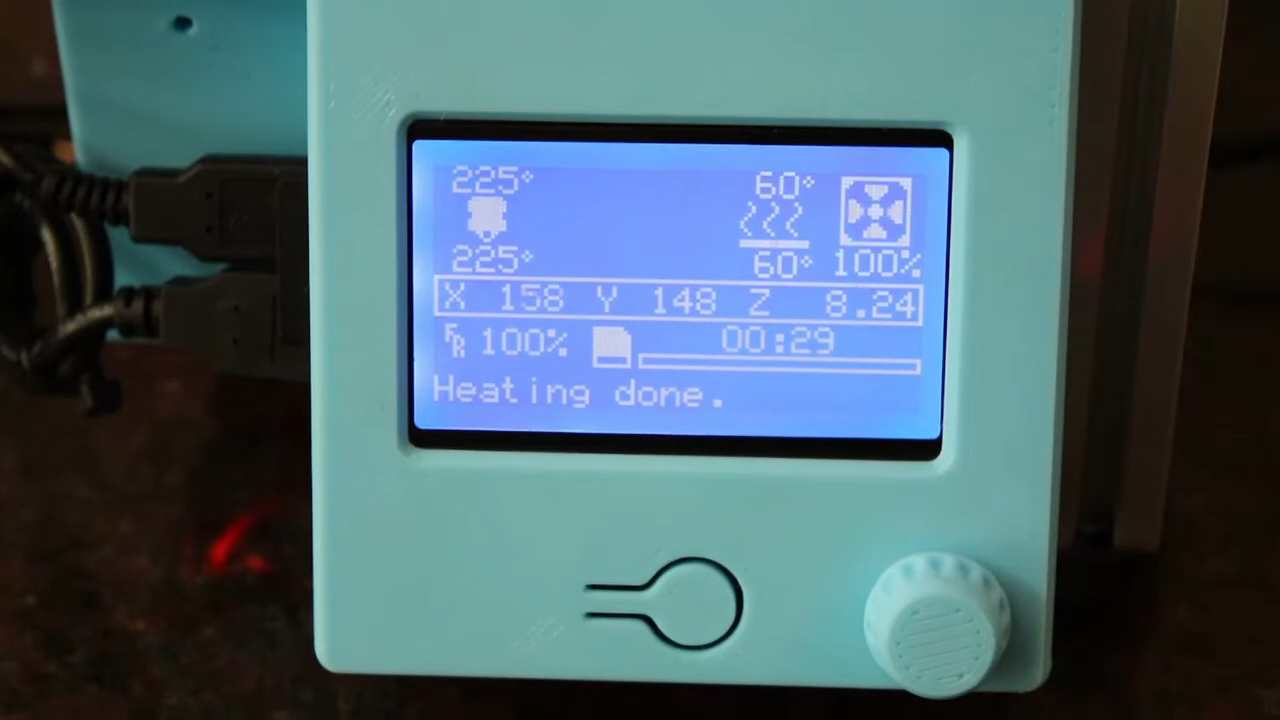 225° 60°
225° 60° 100%
X 158 Y 148 Z 8.24
FR 100% 00:29
Heating done.